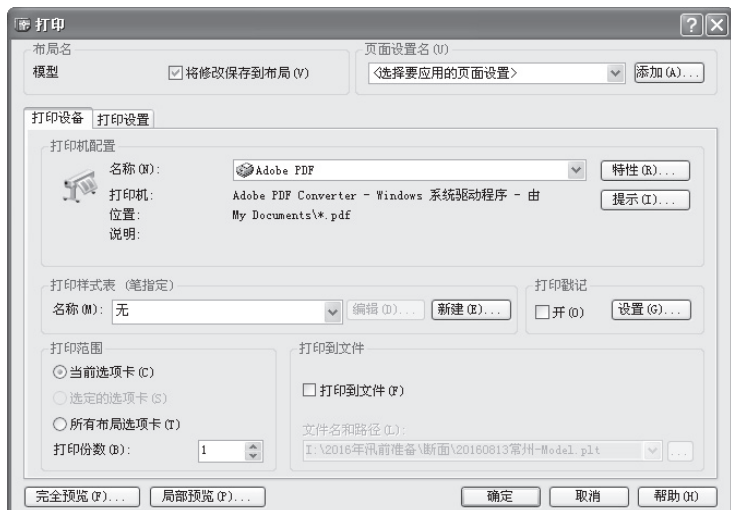 打印
布局名
模型
将修改保存到布局(V)
页面设置名(U)
<选择要应用的页面设置>
添加(A)...
打印设备
打印设置
打印机配置
名称(N):
Adobe PDF
特性(R)...
打印机:
Adobe PDF Converter - Windows 系统驱动程序 - 由
提示(I)...
位置:
My Documents\*.pdf
说明:
打印样式表 (笔指定)
名称(M):
无
编辑(D)...
新建(E)...
打印戳记
开(O)
设置(G)...
打印范围
当前选项卡(C)
选定的选项卡(S)
所有布局选项卡(T)
打印份数(B):
1
打印到文件
打印到文件(F)
文件名和路径(L):
I:\2016年汛前准备\断面\20160813常州-Model.plt
...
完全预览(F)...
局部预览(P)...
确定
取消
帮助(H)